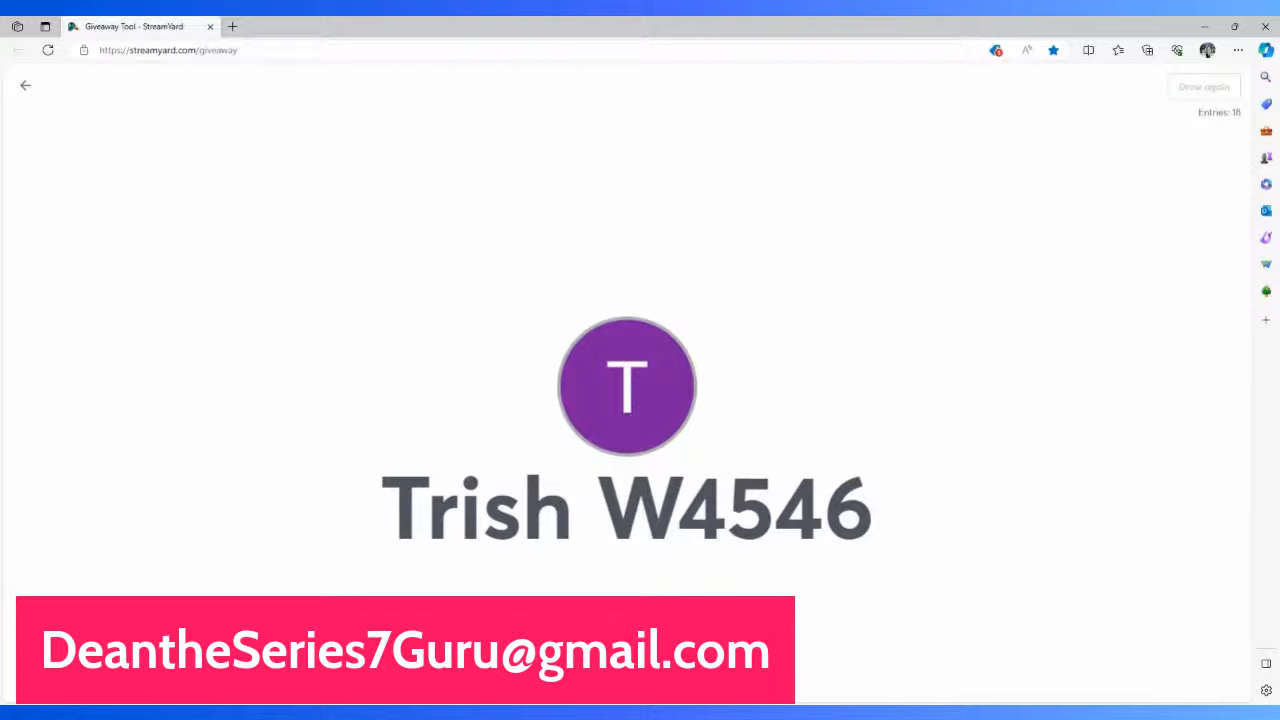 Giveaway Tool - StreamYard
https://streamyard.com/giveaway
Draw again
Entries: 18
T
Trish W4546
DeantheSeries7Guru@gmail.com